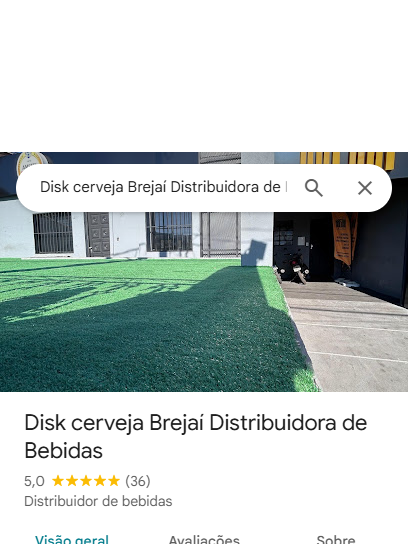 Disk cerveja Brejaí Distribuidora de
Disk cerveja Brejaí Distribuidora de
Bebidas
5,0 ★★★★★ (36)
Distribuidor de bebidas
Visão geral Avaliações Sobre